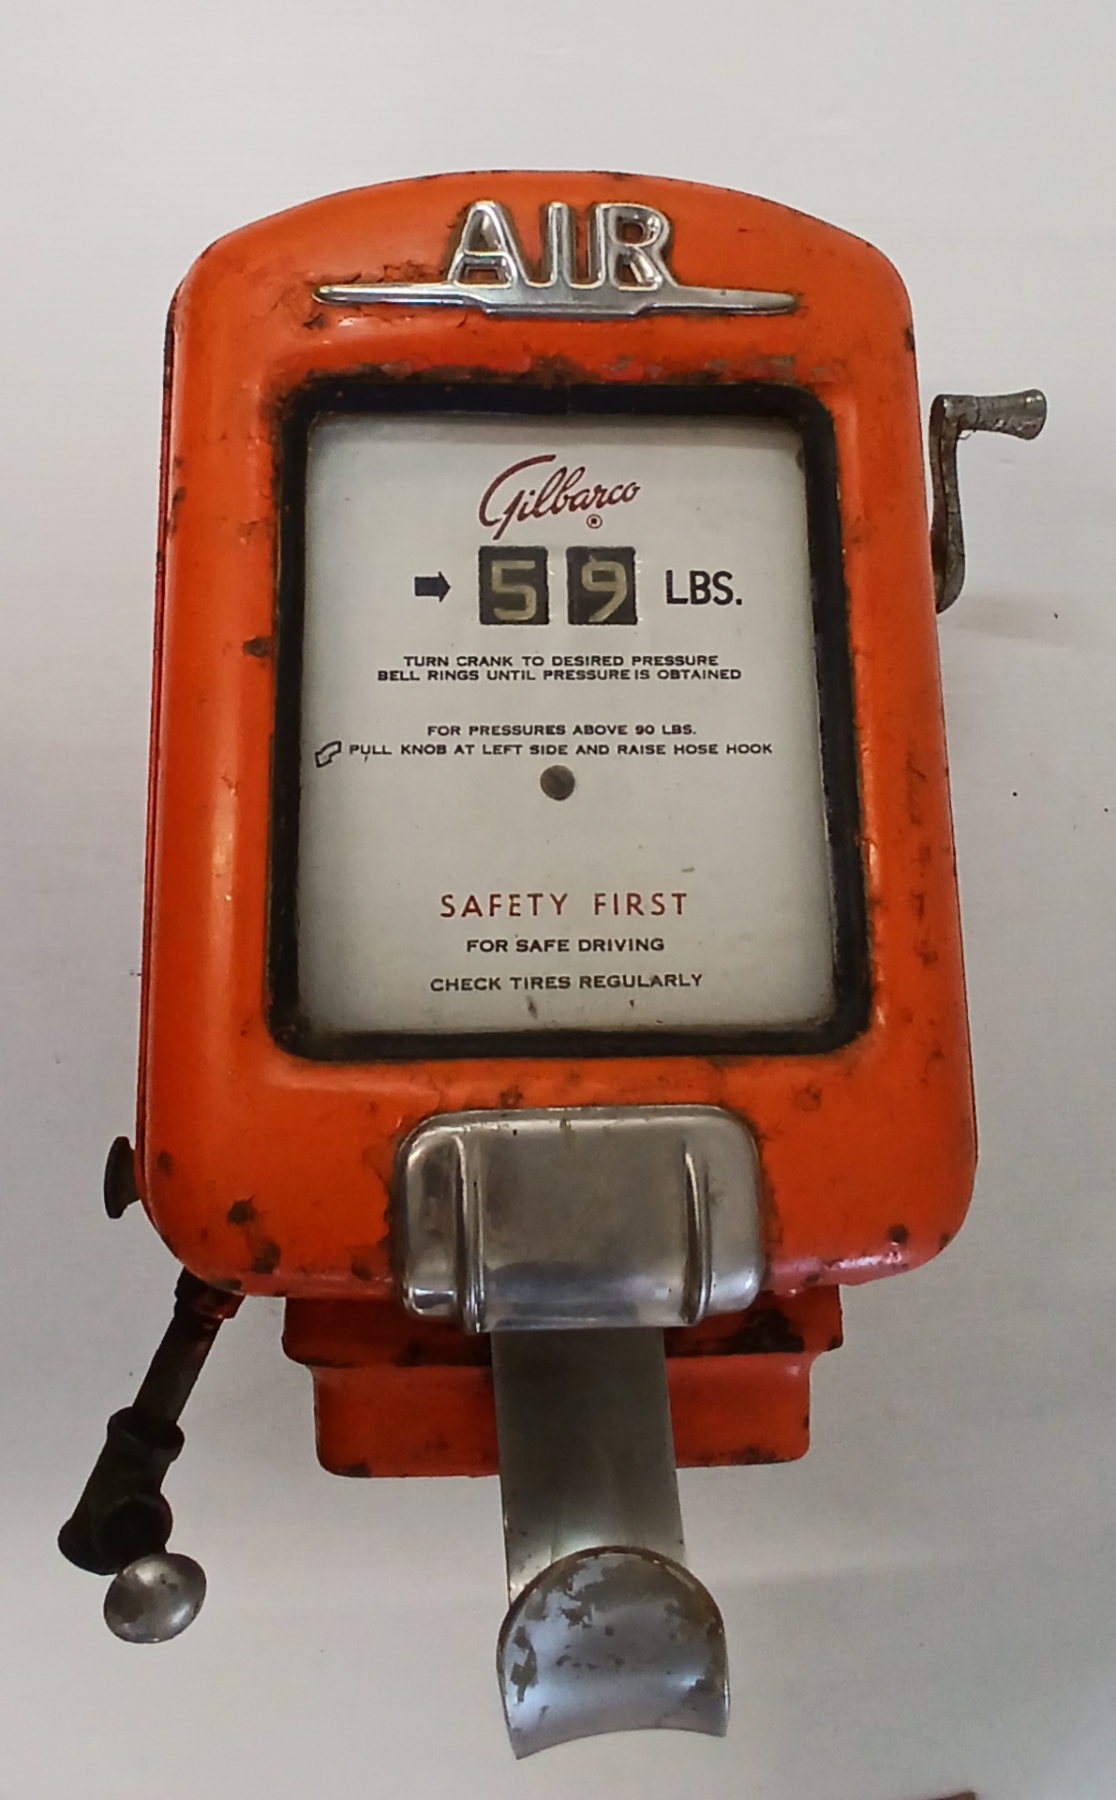 AIR
Gilbarco
®
59 LBS.
TURN CRANK TO DESIRED PRESSURE
BELL RINGS UNTIL PRESSURE IS OBTAINED
FOR PRESSURES ABOVE 90 LBS.
PULL KNOB AT LEFT SIDE AND RAISE HOSE HOOK
SAFETY FIRST
FOR SAFE DRIVING
CHECK TIRES REGULARLY